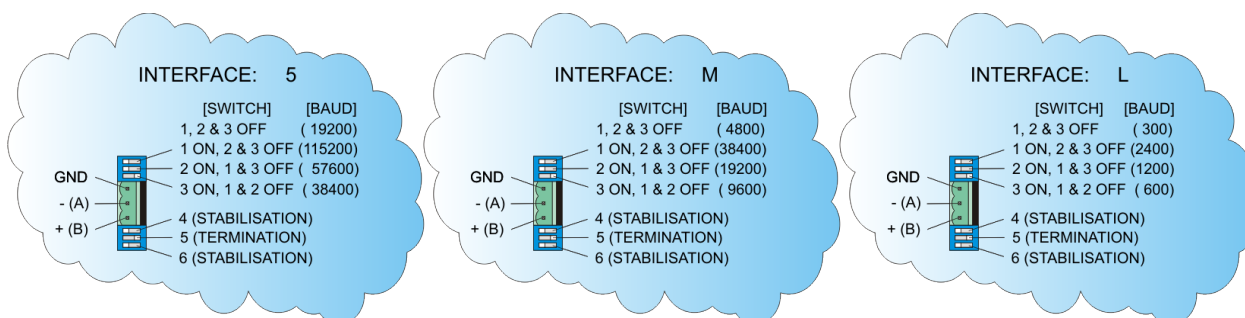 INTERFACE: 5
[SWITCH] [BAUD]
1, 2 & 3 OFF ( 19200)
1 ON, 2 & 3 OFF (115200)
2 ON, 1 & 3 OFF ( 57600)
3 ON, 1 & 2 OFF ( 38400)
GND
- (A)
+ (B)
4 (STABILISATION)
5 (TERMINATION)
6 (STABILISATION)
INTERFACE: M
[SWITCH] [BAUD]
1, 2 & 3 OFF ( 4800)
1 ON, 2 & 3 OFF (38400)
2 ON, 1 & 3 OFF (19200)
3 ON, 1 & 2 OFF ( 9600)
GND
- (A)
+ (B)
4 (STABILISATION)
5 (TERMINATION)
6 (STABILISATION)
INTERFACE: L
[SWITCH] [BAUD]
1, 2 & 3 OFF ( 300)
1 ON, 2 & 3 OFF (2400)
2 ON, 1 & 3 OFF (1200)
3 ON, 1 & 2 OFF ( 600)
GND
- (A)
+ (B)
4 (STABILISATION)
5 (TERMINATION)
6 (STABILISATION)